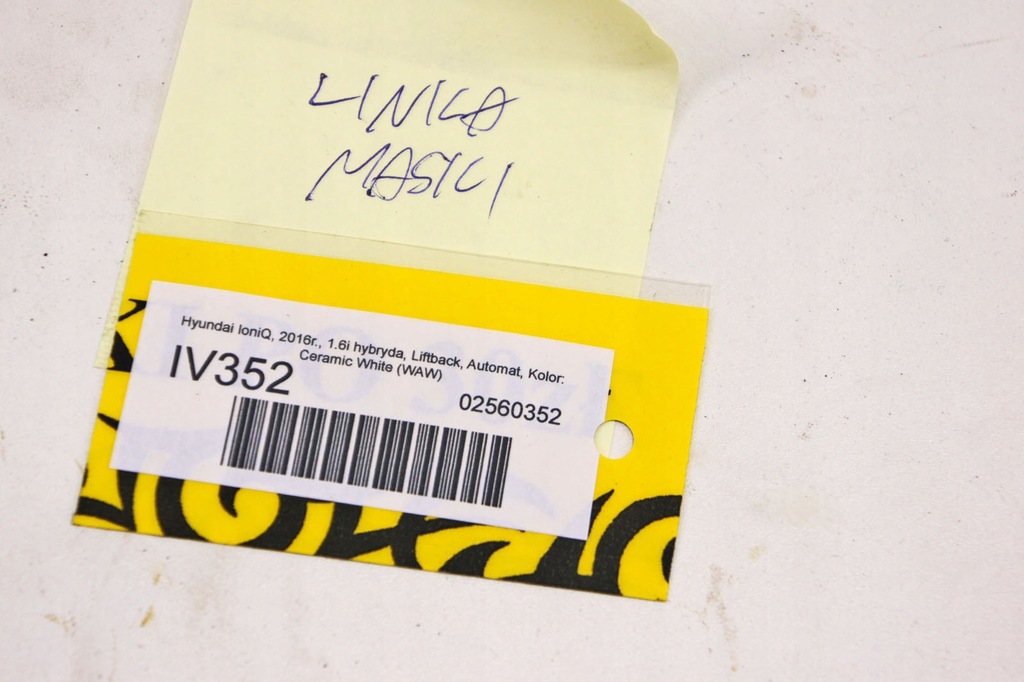 LINKA
MASKI
Hyundai IoniQ, 2016r., 1.6i hybryda, Liftback, Automat, Kolor:
Ceramic White (WAW)
IV352
02560352